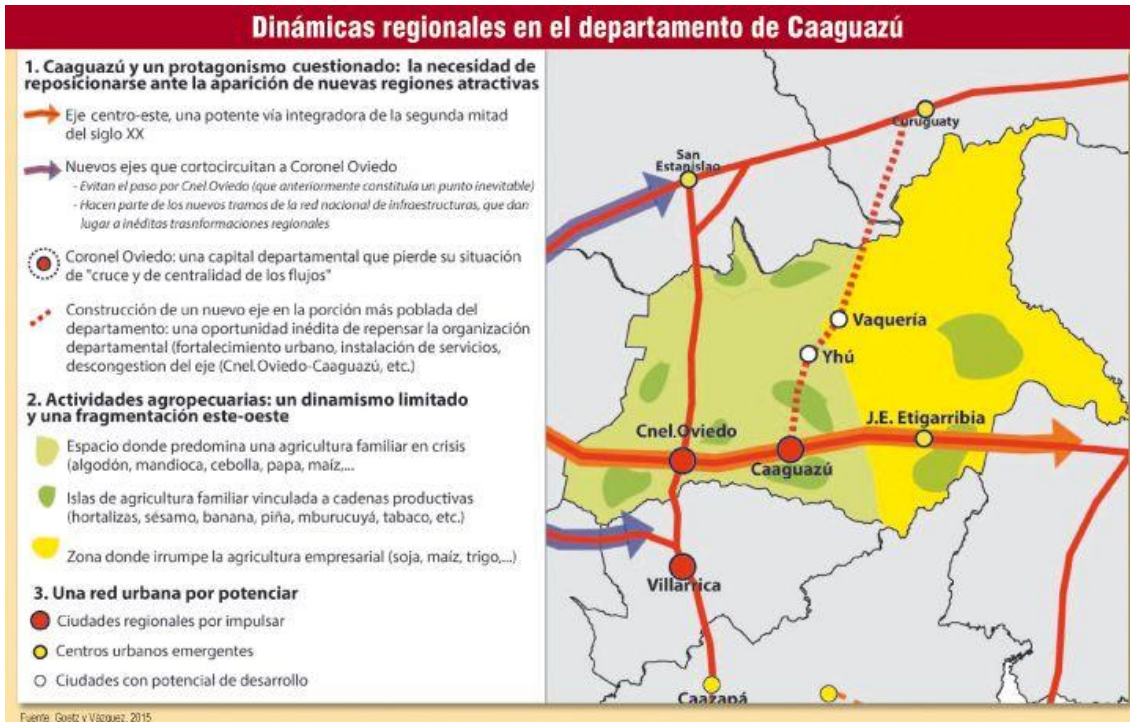 Dinámicas regionales en el departamento de Caaguazú
1. Caaguazú y un protagonismo cuestionado: la necesidad de
reposicionarse ante la aparición de nuevas regiones atractivas
Eje centro-este, una potente vía integradora de la segunda mitad
del siglo XX
Nuevos ejes que cortocircuitan a Coronel Oviedo
- Evitan el paso por Cnel.Oviedo (que anteriormente constituía un punto inevitable)
- Hacen parte de los nuevos tramos de la red nacional de infraestructuras, que dan
lugar a inéditas trasnformaciones regionales
Coronel Oviedo: una capital departamental que pierde su situación
de "cruce y de centralidad de los flujos"
Construcción de un nuevo eje en la porción más poblada del
departamento: una oportunidad inédita de repensar la organización
departamental (fortalecimiento urbano, instalación de servicios,
descongestion del eje (Cnel.Oviedo-Caaguazú, etc.)
2. Actividades agropecuarias: un dinamismo limitado
y una fragmentación este-oeste
Espacio donde predomina una agricultura familiar en crisis
(algodón, mandioca, cebolla, papa, maíz,...
Islas de agricultura familiar vinculada a cadenas productivas
(hortalizas, sésamo, banana, piña, mburucuyá, tabaco, etc.)
Zona donde irrumpe la agricultura empresarial (soja, maíz, trigo,...)
3. Una red urbana por potenciar
Ciudades regionales por impulsar
Centros urbanos emergentes
Ciudades con potencial de desarrollo
Curuguaty
San
Estanislao
Vaquería
Yhú
J.E. Etigarribia
Cnel.Oviedo
Caaguazú
Villarrica
Caazapá
Fuente: Goetz y Vázquez, 2015